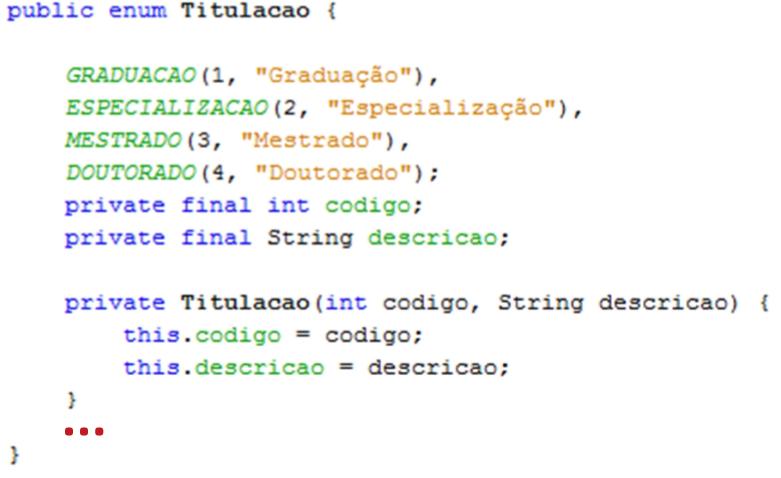 public enum Titulacao {
GRADUACAO(1, "Graduação"),
ESPECIALIZACAO(2, "Especialização"),
MESTRADO(3, "Mestrado"),
DOUTORADO(4, "Doutorado");
private final int codigo;
private final String descricao;
private Titulacao(int codigo, String descricao) {
this.codigo = codigo;
this.descricao = descricao;
}
...
}